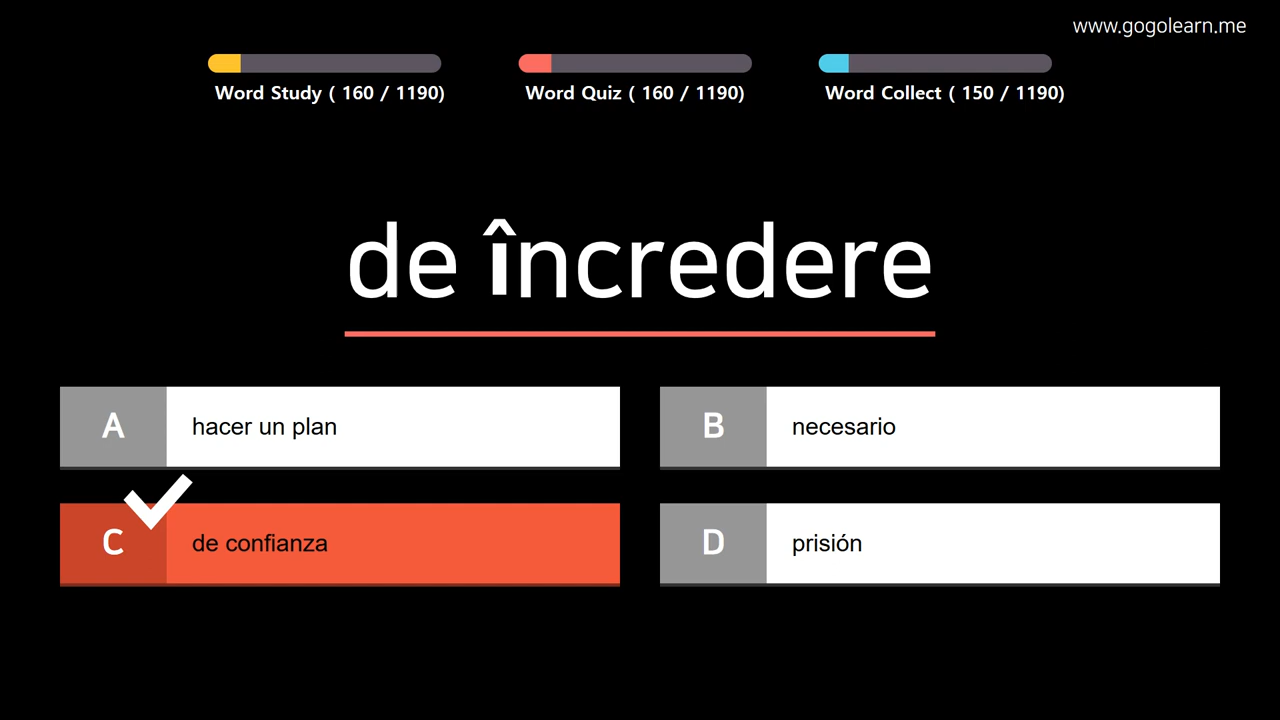 www.gogolearn.me
Word Study ( 160 / 1190)
Word Quiz ( 160 / 1190)
Word Collect ( 150 / 1190)
de încredere
A
hacer un plan
B
necesario
C
de confianza
D
prisión